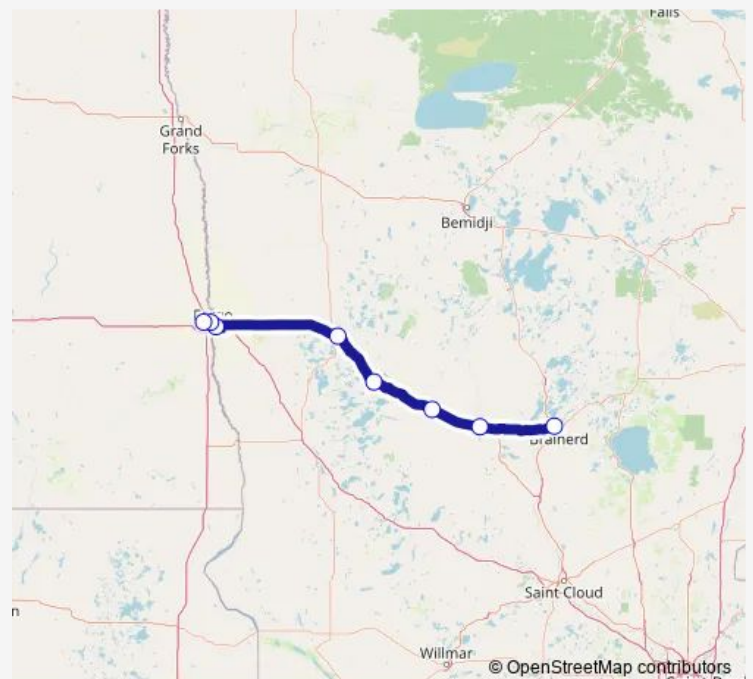 Falls
Grand
Forks
Bemidji
Brainerd
Saint Cloud
Willmar
n
© OpenStreetMap contributors